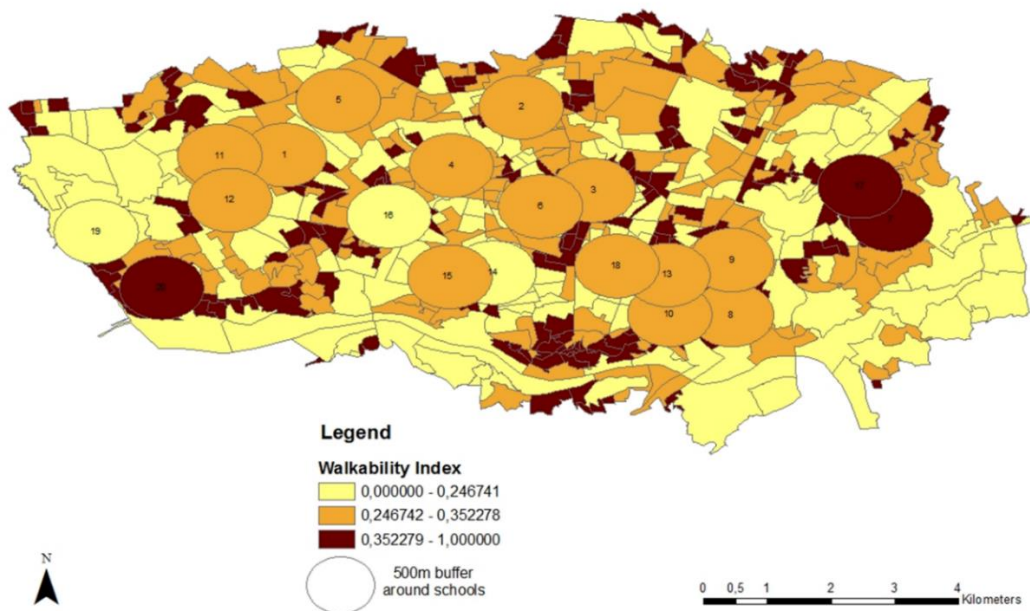 5
2
11
1
4
12
3
6
16
19
15
14
18
13
9
10
8
Legend
Walkability Index
0,000000 - 0,246741
0,246742 - 0,352278
0,352279 - 1,000000
500m buffer
around schools
N
0 0,5 1 2 3 4
Kilometers